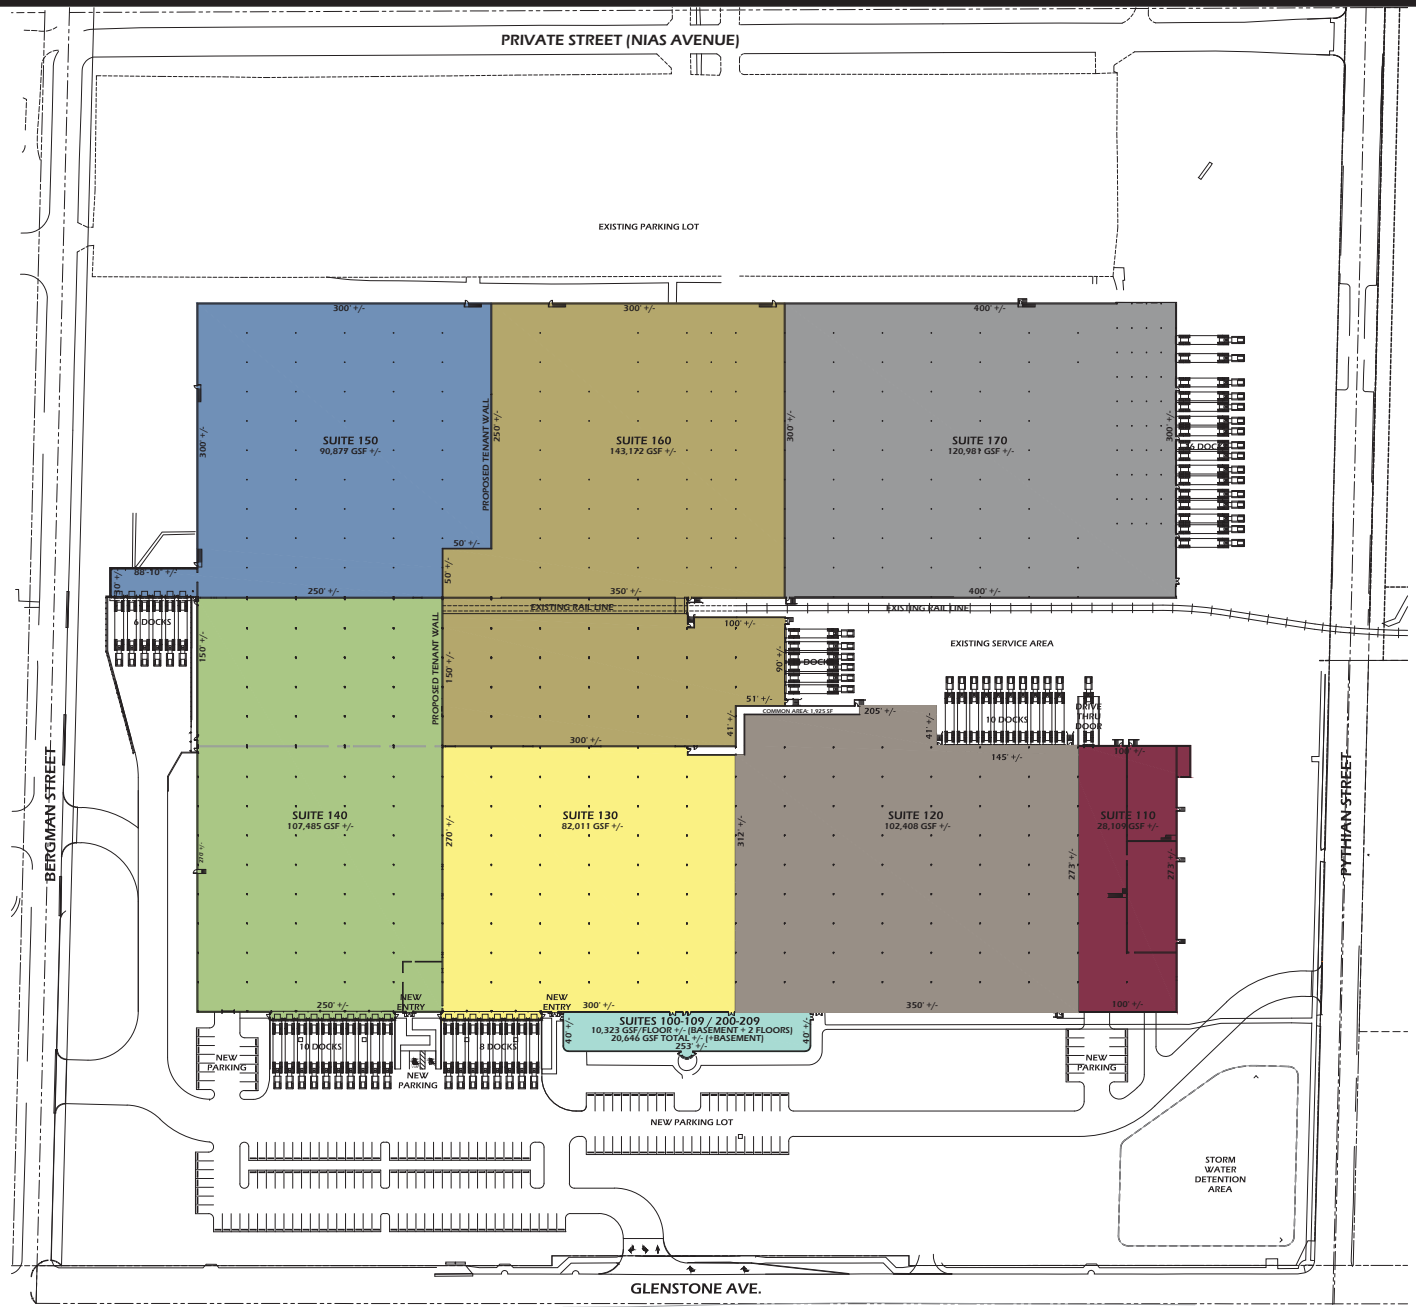 PRIVATE STREET (NIAS AVENUE)
EXISTING PARKING LOT
300' +/-
300' +/-
400' +/-
SUITE 150
90,879 GSF +/-
300' +/-
PROPOSED TENANT WALL
250' +/-
SUITE 160
143,172 GSF +/-
300' +/-
SUITE 170
120,981 GSF +/-
300' +/-
50' +/-
50' +/-
88'-10" +/-
250' +/-
350' +/-
400' +/-
EXISTING RAIL LINE
EXISTING RAIL LINE
6 DOCKS
150' +/-
PROPOSED TENANT WALL
150' +/-
100' +/-
90' +/-
EXISTING SERVICE AREA
51' +/-
COMMON AREA: 1,925 SF
205' +/-
41' +/-
41' +/-
10 DOCKS
DRIVE
THRU
DOOR
300' +/-
145' +/-
100' +/-
BERGMAN STREET
PYTHIAN STREET
SUITE 140
107,485 GSF +/-
270' +/-
270' +/-
SUITE 130
82,011 GSF +/-
312' +/-
SUITE 120
102,408 GSF +/-
273' +/-
SUITE 110
28,109 GSF +/-
273' +/-
250' +/-
NEW
ENTRY
NEW
ENTRY
300' +/-
350' +/-
100' +/-
SUITES 100-109 / 200-209
10,323 GSF/FLOOR +/- (BASEMENT + 2 FLOORS)
20,646 GSF TOTAL +/- (+BASEMENT)
253' +/-
40' +/-
40' +/-
10 DOCKS
8 DOCKS
NEW
PARKING
NEW
PARKING
NEW
PARKING
NEW PARKING LOT
STORM
WATER
DETENTION
AREA
GLENSTONE AVE.